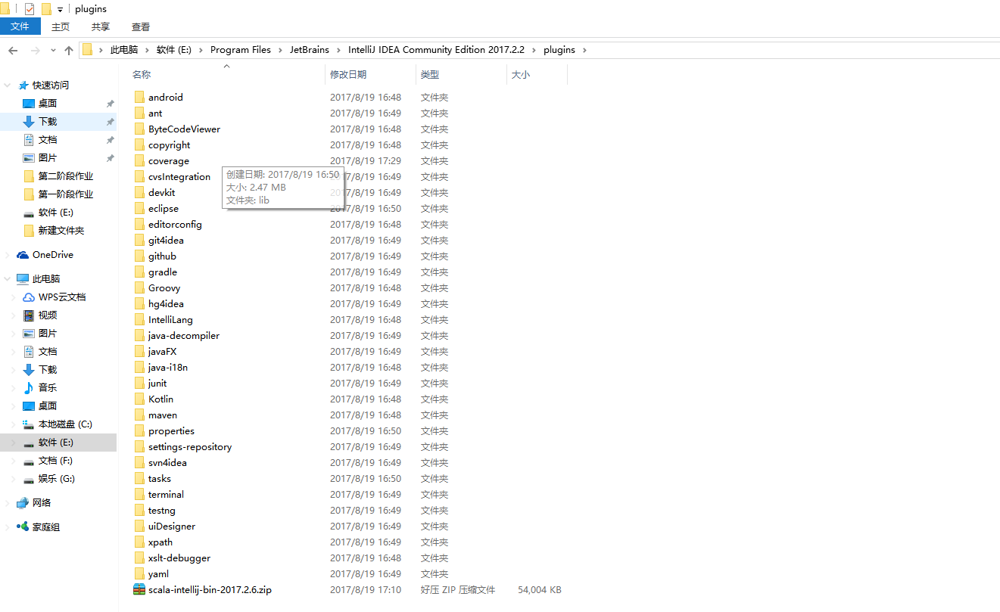 plugins
文件 主页 共享 查看
此电脑 软件 (E:) Program Files JetBrains IntelliJ IDEA Community Edition 2017.2.2 plugins
名称 修改日期 类型 大小
快速访问
桌面
下载
文档
图片
第二阶段作业
第一阶段作业
软件 (E:)
新建文件夹
OneDrive
此电脑
WPS云文档
视频
图片
文档
下载
音乐
桌面
本地磁盘 (C:)
软件 (E:)
文档 (F:)
娱乐 (G:)
网络
家庭组
android 2017/8/19 16:48 文件夹
ant 2017/8/19 16:49 文件夹
ByteCodeViewer 2017/8/19 16:48 文件夹
copyright 2017/8/19 16:48 文件夹
coverage 2017/8/19 17:29 文件夹
cvsIntegration 2017/8/19 16:49 文件夹
devkit 2017/8/19 16:49 文件夹
eclipse 2017/8/19 16:50 文件夹
创建日期: 2017/8/19 16:50
大小: 2.47 MB
文件夹: lib
editorconfig 2017/8/19 16:48 文件夹
git4idea 2017/8/19 16:49 文件夹
github 2017/8/19 16:49 文件夹
gradle 2017/8/19 16:49 文件夹
Groovy 2017/8/19 16:48 文件夹
hg4idea 2017/8/19 16:49 文件夹
IntelliLang 2017/8/19 16:48 文件夹
java-decompiler 2017/8/19 16:49 文件夹
javaFX 2017/8/19 16:49 文件夹
java-i18n 2017/8/19 16:48 文件夹
junit 2017/8/19 16:49 文件夹
Kotlin 2017/8/19 16:48 文件夹
maven 2017/8/19 16:48 文件夹
properties 2017/8/19 16:50 文件夹
settings-repository 2017/8/19 16:49 文件夹
svn4idea 2017/8/19 16:49 文件夹
tasks 2017/8/19 16:50 文件夹
terminal 2017/8/19 16:49 文件夹
testng 2017/8/19 16:49 文件夹
uiDesigner 2017/8/19 16:49 文件夹
xpath 2017/8/19 16:49 文件夹
xslt-debugger 2017/8/19 16:48 文件夹
yaml 2017/8/19 16:49 文件夹
scala-intellij-bin-2017.2.6.zip 2017/8/19 17:10 好压 ZIP 压缩文件 54,004 KB